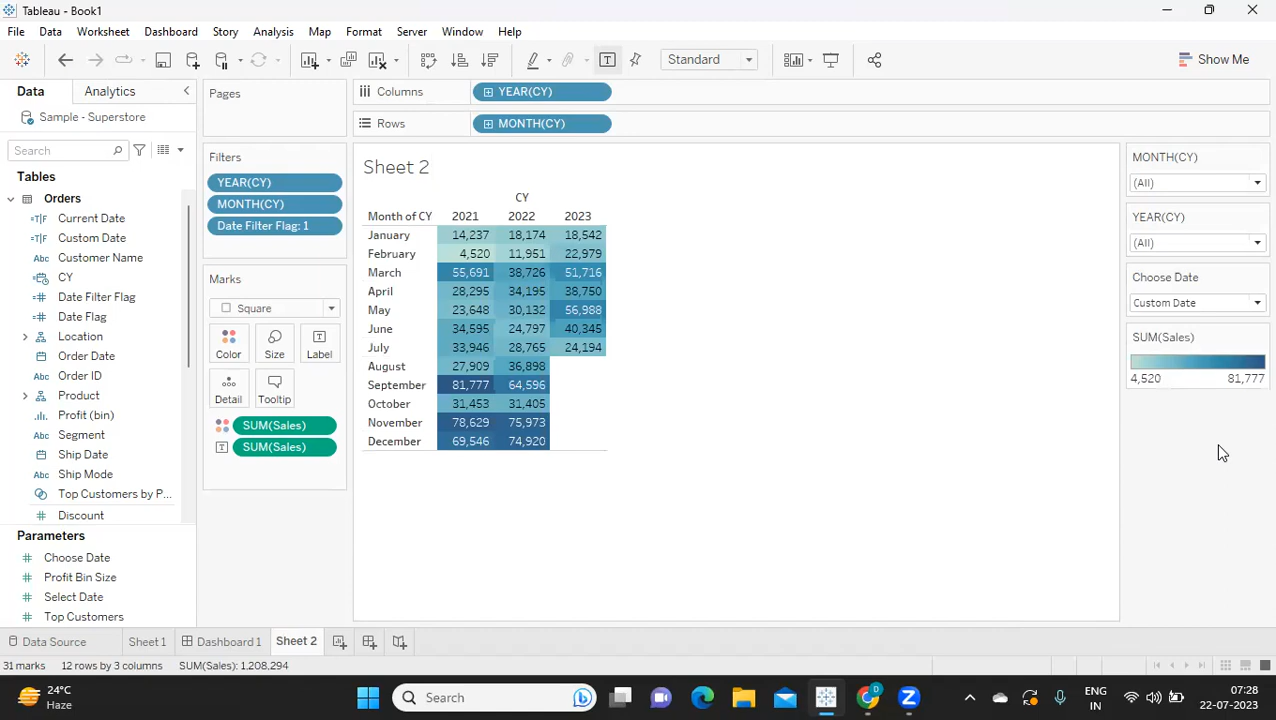 Tableau - Book1
File Data Worksheet Dashboard Story Analysis Map Format Server Window Help
Standard
Show Me
Data Analytics
Sample - Superstore
Search
Tables
Orders
Current Date
Custom Date
Customer Name
CY
Date Filter Flag
Date Flag
Location
Order Date
Order ID
Product
Profit (bin)
Segment
Ship Date
Ship Mode
Top Customers by P...
Discount
Parameters
Choose Date
Profit Bin Size
Select Date
Top Customers
Pages
Filters
YEAR(CY)
MONTH(CY)
Date Filter Flag: 1
Marks
Square
Color Size Label
Detail Tooltip
SUM(Sales)
SUM(Sales)
Columns YEAR(CY)
Rows MONTH(CY)
Sheet 2
CY
Month of CY 2021 2022 2023
January 14,237 18,174 18,542
February 4,520 11,951 22,979
March 55,691 38,726 51,716
April 28,295 34,195 38,750
May 23,648 30,132 56,988
June 34,595 24,797 40,345
July 33,946 28,765 24,194
August 27,909 36,898
September 81,777 64,596
October 31,453 31,405
November 78,629 75,973
December 69,546 74,920
MONTH(CY)
(All)
YEAR(CY)
(All)
Choose Date
Custom Date
SUM(Sales)
4,520 81,777
Data Source Sheet 1 Dashboard 1 Sheet 2
31 marks 12 rows by 3 columns SUM(Sales): 1,208,294
24°C
Haze
Search
ENG
IN
07:28
22-07-2023